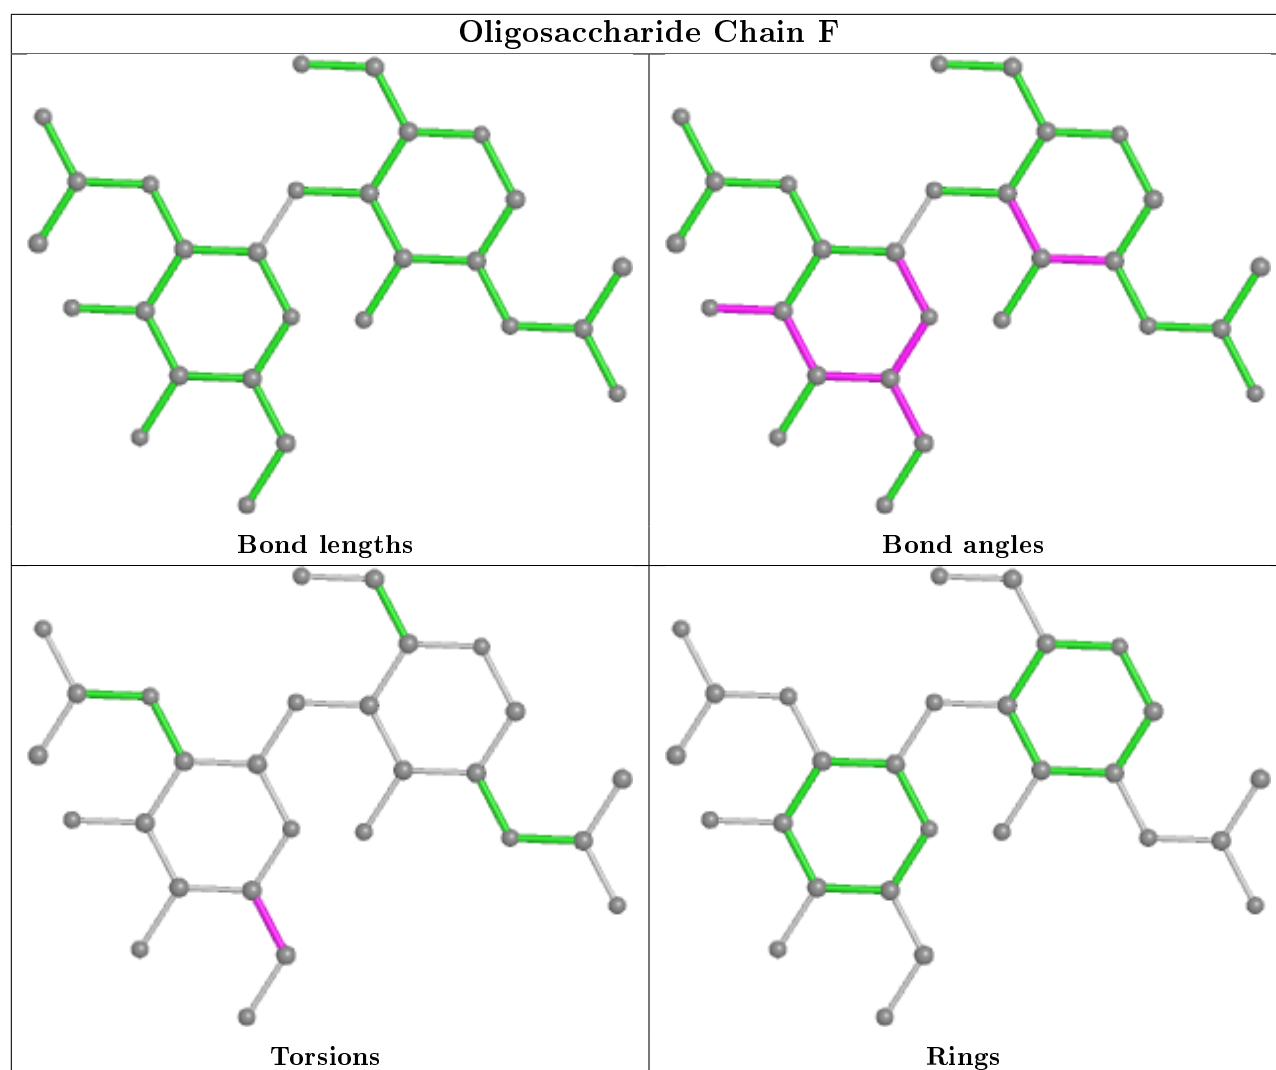 Oligosaccharide Chain F
Bond lengths
Bond angles
Torsions
Rings